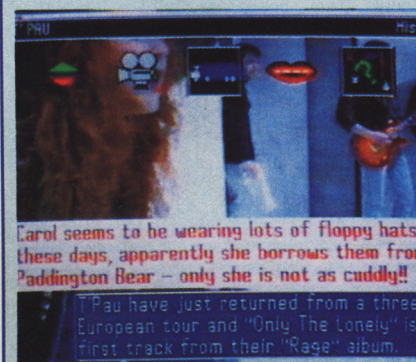 T'PAU His
Carol seems to be wearing lots of floppy hats
these days, apparently she borrows them from
Paddington Bear – only she is not as cuddly!!
T'Pau have just returned from a three
European tour and "Only The Lonely" is
first track from their "Rage" album.